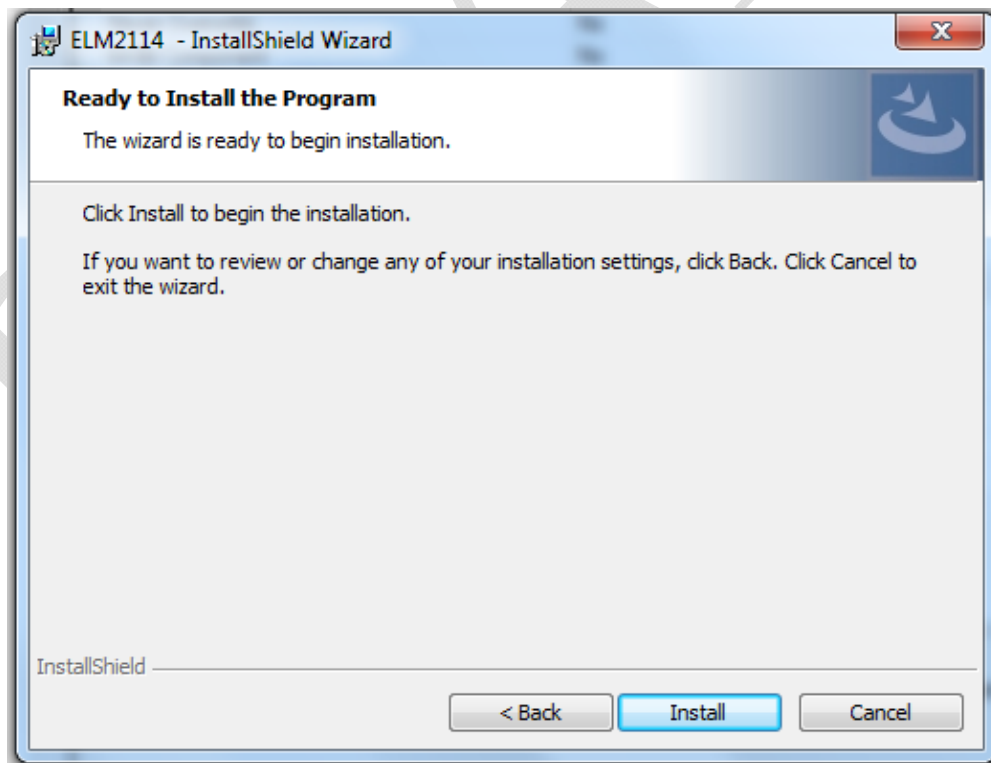 ELM2114 - InstallShield Wizard
Ready to Install the Program
The wizard is ready to begin installation.
Click Install to begin the installation.
If you want to review or change any of your installation settings, click Back. Click Cancel to
exit the wizard.
InstallShield
< Back Install Cancel